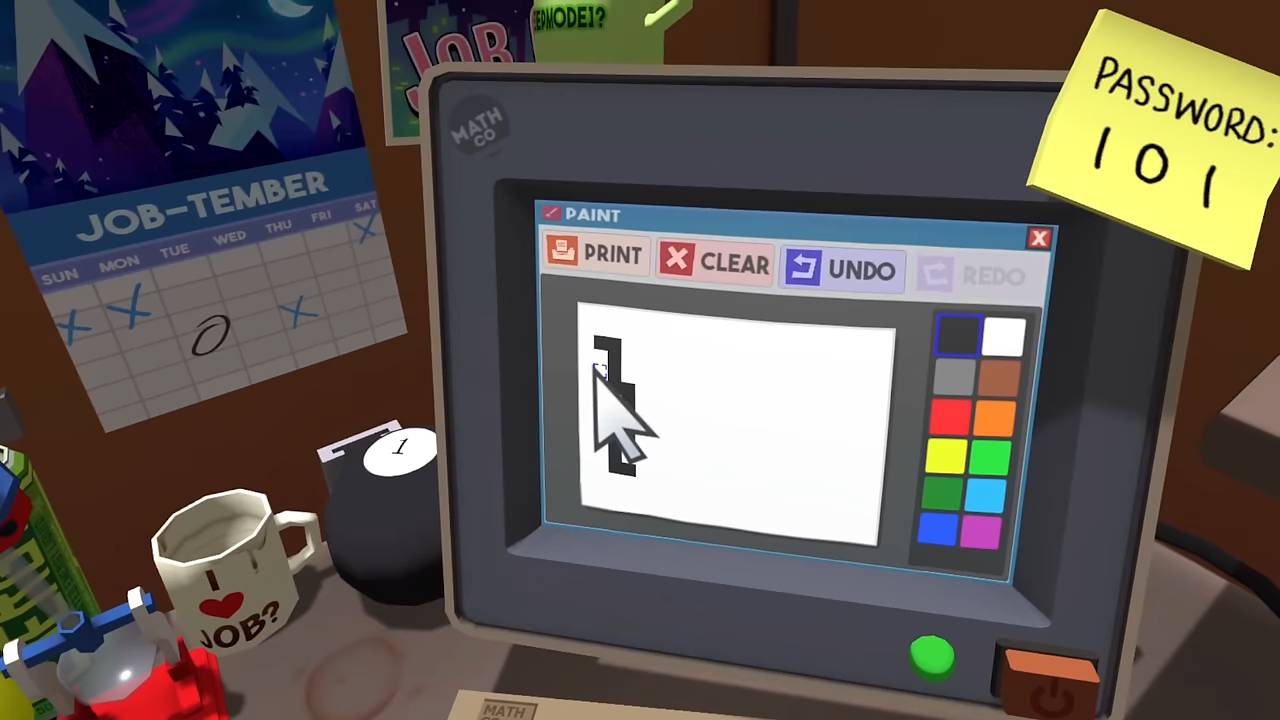 JOB
EPMODE1?
JOB-TEMBER
SUN MON TUE WED THU FRI SAT
MATH
CO
PAINT
X
PRINT
CLEAR
UNDO
REDO
PASSWORD:
101
1
I
JOB?
MATH